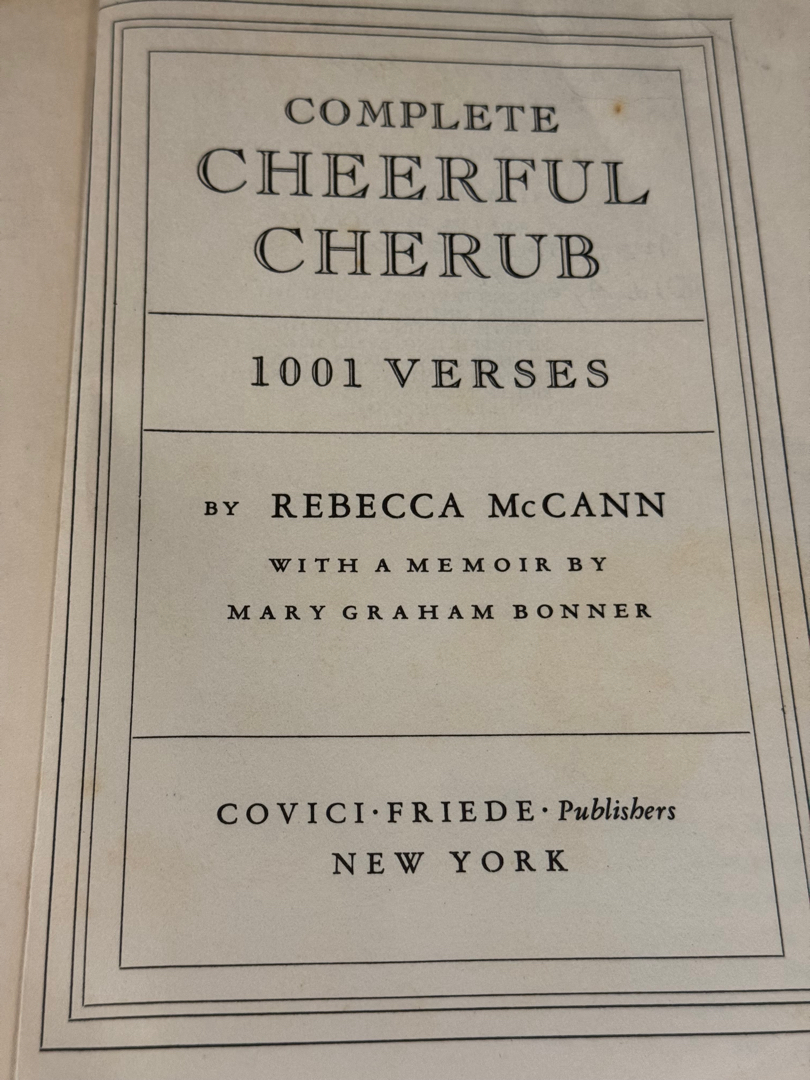 COMPLETE
CHEERFUL
CHERUB
1001 VERSES
BY REBECCA McCANN
WITH A MEMOIR BY
MARY GRAHAM BONNER
COVICI·FRIEDE·Publishers
NEW YORK